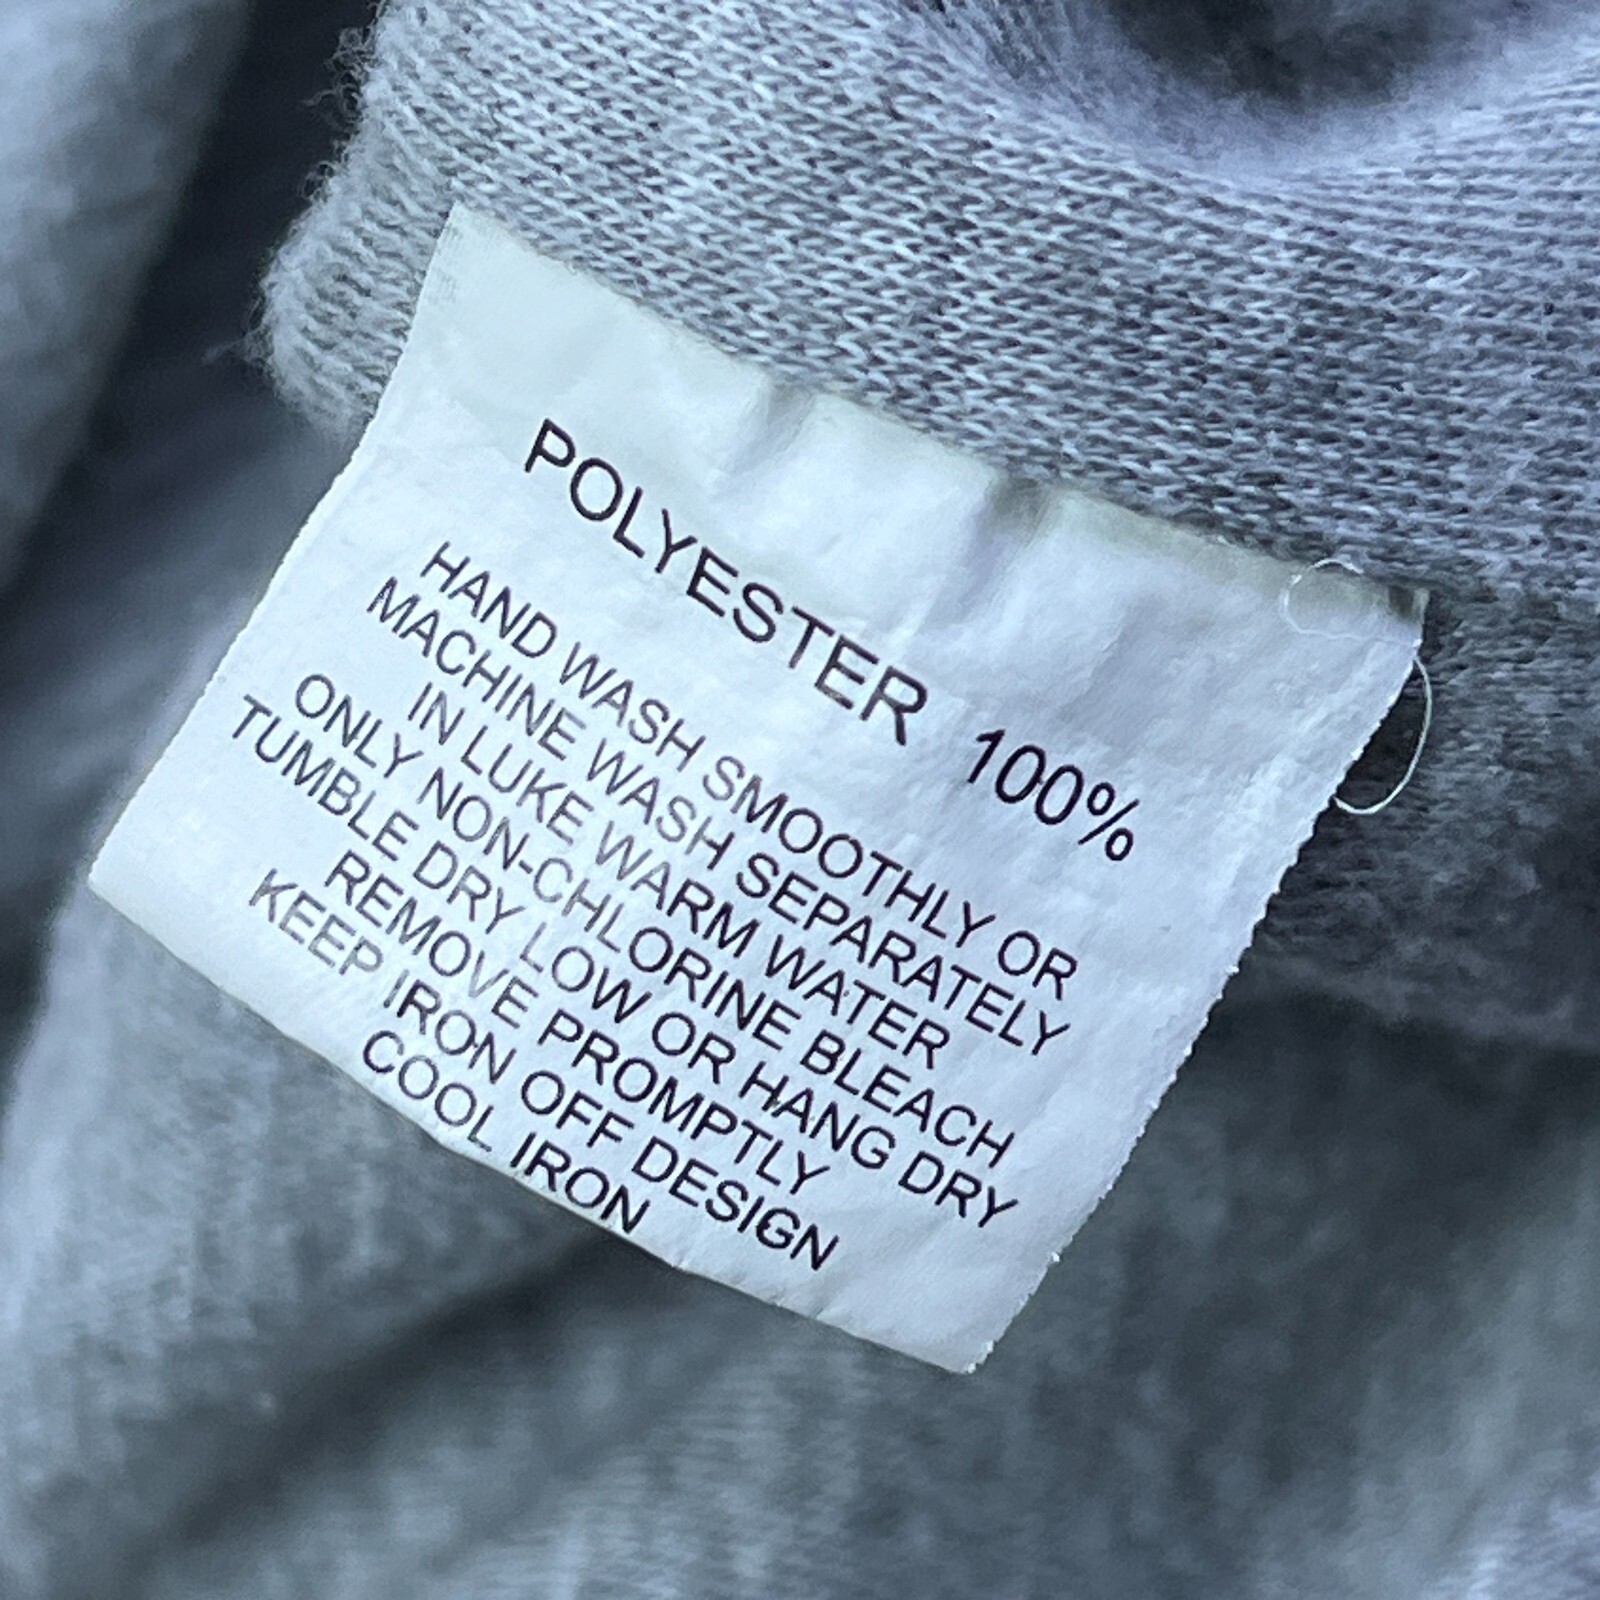 POLYESTER 100%
HAND WASH SMOOTHLY OR
MACHINE WASH SEPARATELY
IN LUKE WARM WATER
ONLY NON-CHLORINE BLEACH
TUMBLE DRY LOW OR HANG DRY
REMOVE PROMPTLY
KEEP IRON OFF DESIGN
COOL IRON